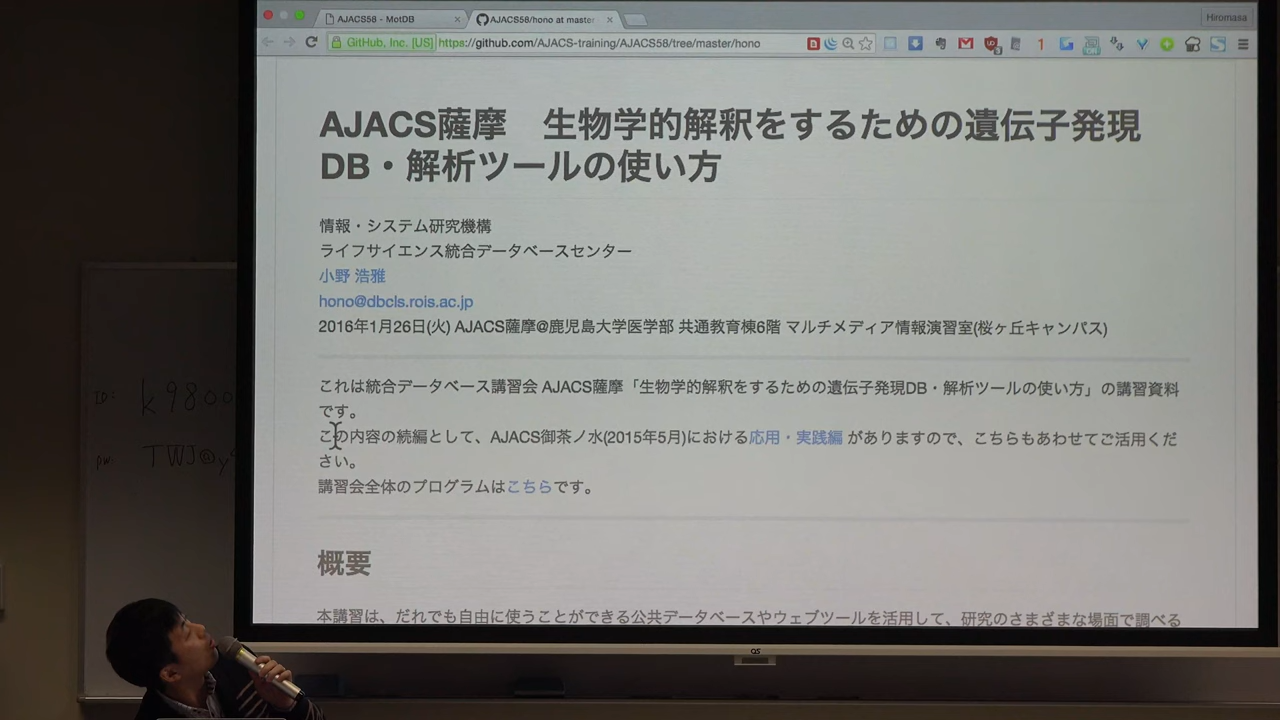 AJACS58 - MotDB
AJACS58/hono at master
Hiromasa
GitHub, Inc. [US] https://github.com/AJACS-training/AJACS58/tree/master/hono
AJACS薩摩　生物学的解釈をするための遺伝子発現
DB・解析ツールの使い方
情報・システム研究機構
ライフサイエンス統合データベースセンター
小野 浩雅
hono@dbcls.rois.ac.jp
2016年1月26日(火) AJACS薩摩@鹿児島大学医学部 共通教育棟6階 マルチメディア情報演習室(桜ヶ丘キャンパス)
これは統合データベース講習会 AJACS薩摩「生物学的解釈をするための遺伝子発現DB・解析ツールの使い方」の講習資料
です。
この内容の続編として、AJACS御茶ノ水(2015年5月)における応用・実践編 がありますので、こちらもあわせてご活用くだ
さい。
講習会全体のプログラムはこちらです。
概要
本講習は、だれでも自由に使うことができる公共データベースやウェブツールを活用して、研究のさまざまな場面で調べる
ID: k9800
pw: TWJ@y